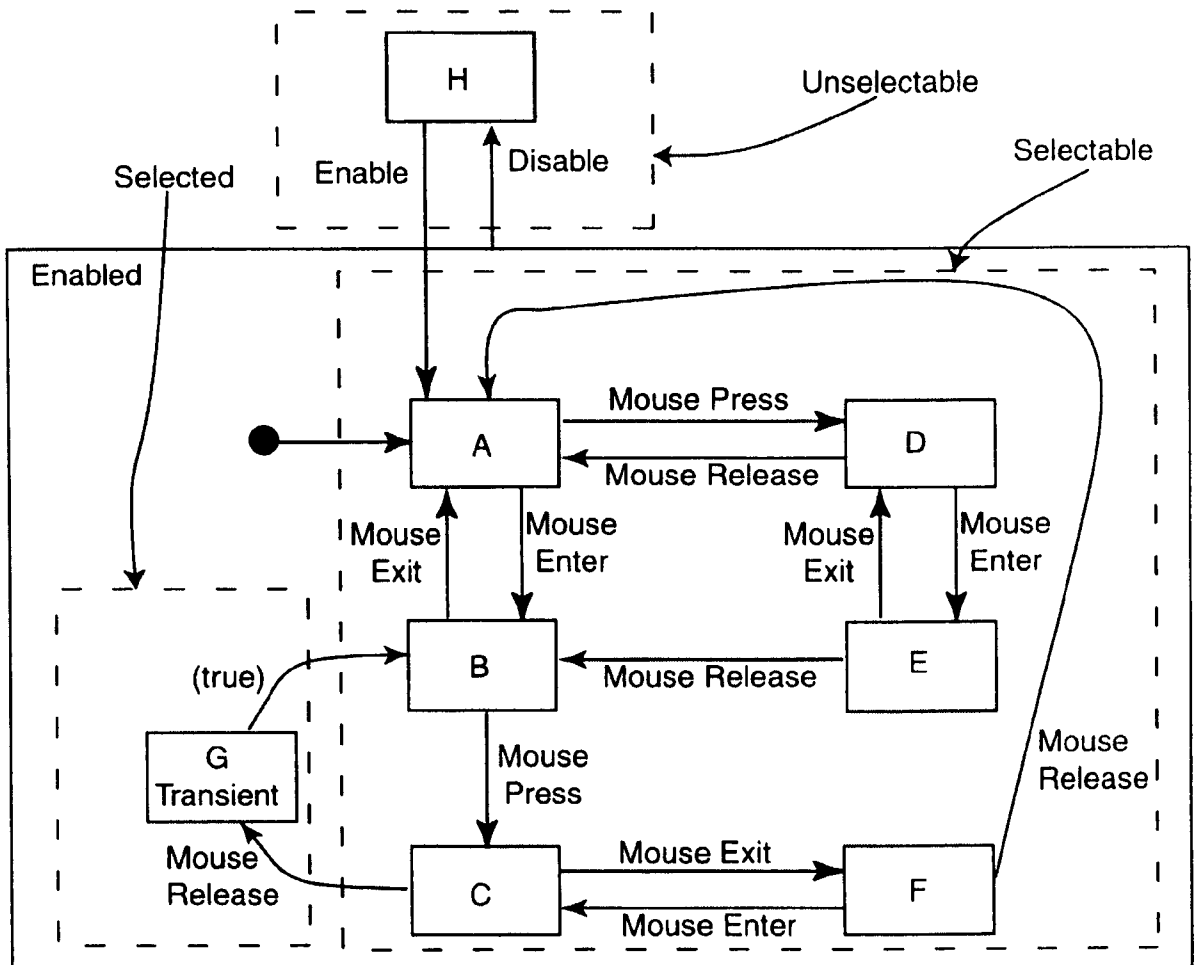 H
Unselectable
Enable
Disable
Selectable
Selected
Enabled
Mouse Press
A
D
Mouse Release
Mouse
Exit
Mouse
Enter
Mouse
Exit
Mouse
Enter
B
E
Mouse Release
(true)
G
Transient
Mouse
Press
Mouse
Release
Mouse
Release
Mouse Exit
C
F
Mouse Enter